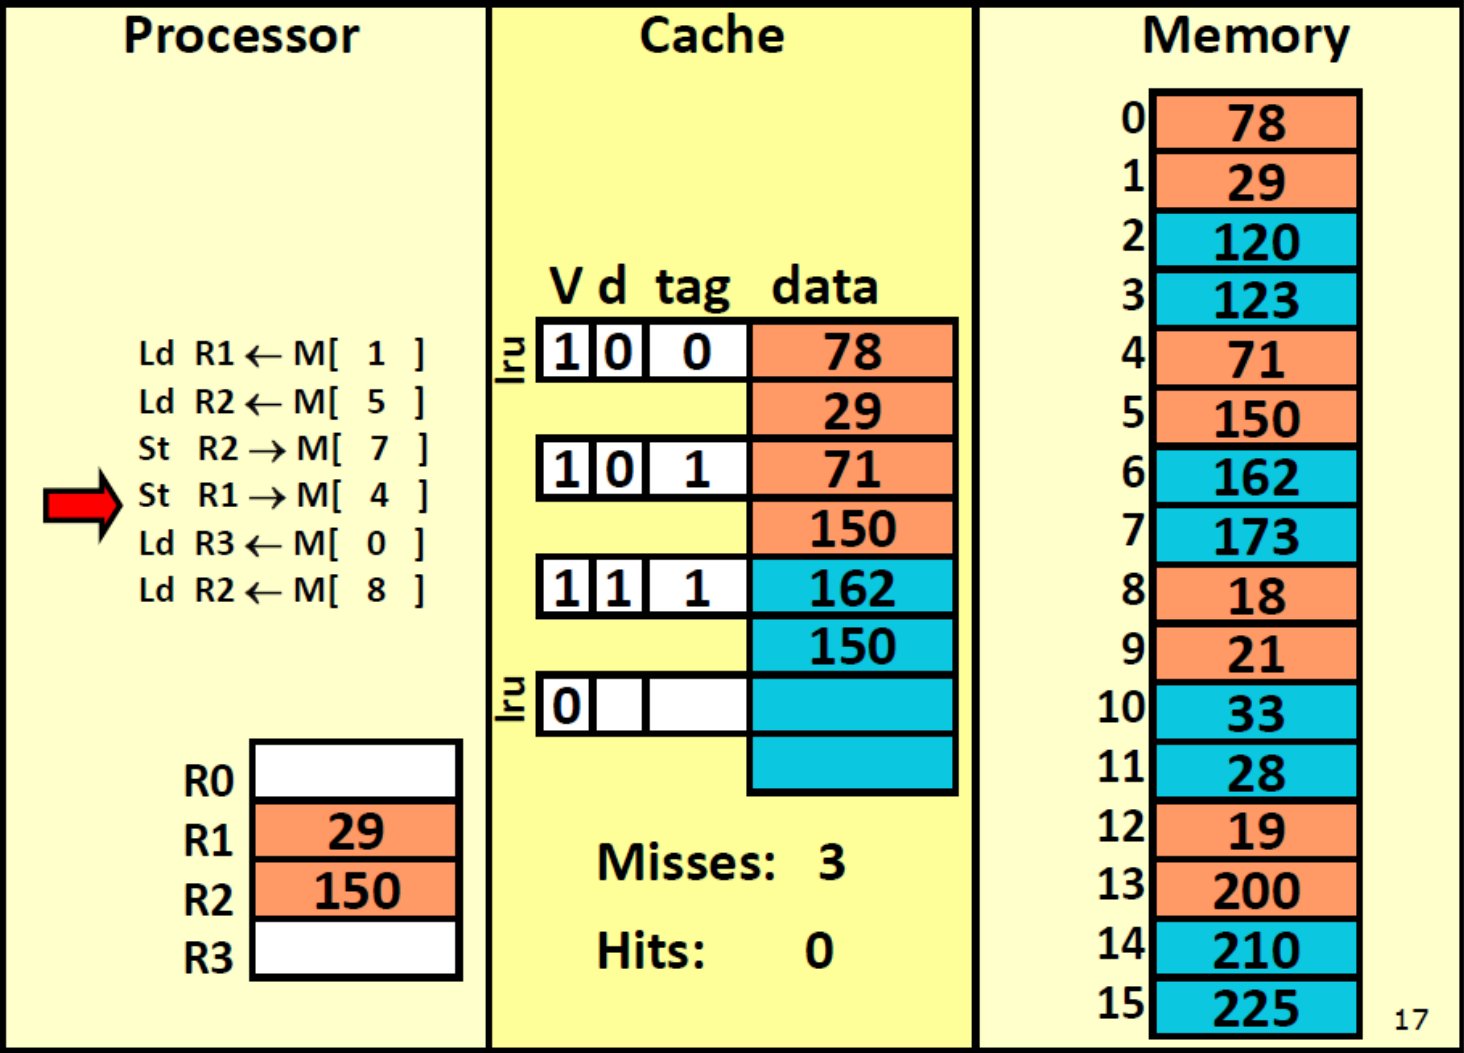 Processor
Ld R1 ← M[ 1 ]
Ld R2 ← M[ 5 ]
St R2 → M[ 7 ]
St R1 → M[ 4 ]
Ld R3 ← M[ 0 ]
Ld R2 ← M[ 8 ]
R0
R1 29
R2 150
R3
Cache
V d tag data
lru 1 0 0 78
29
1 0 1 71
150
1 1 1 162
150
lru 0
Misses: 3
Hits: 0
Memory
0 78
1 29
2 120
3 123
4 71
5 150
6 162
7 173
8 18
9 21
10 33
11 28
12 19
13 200
14 210
15 225
17